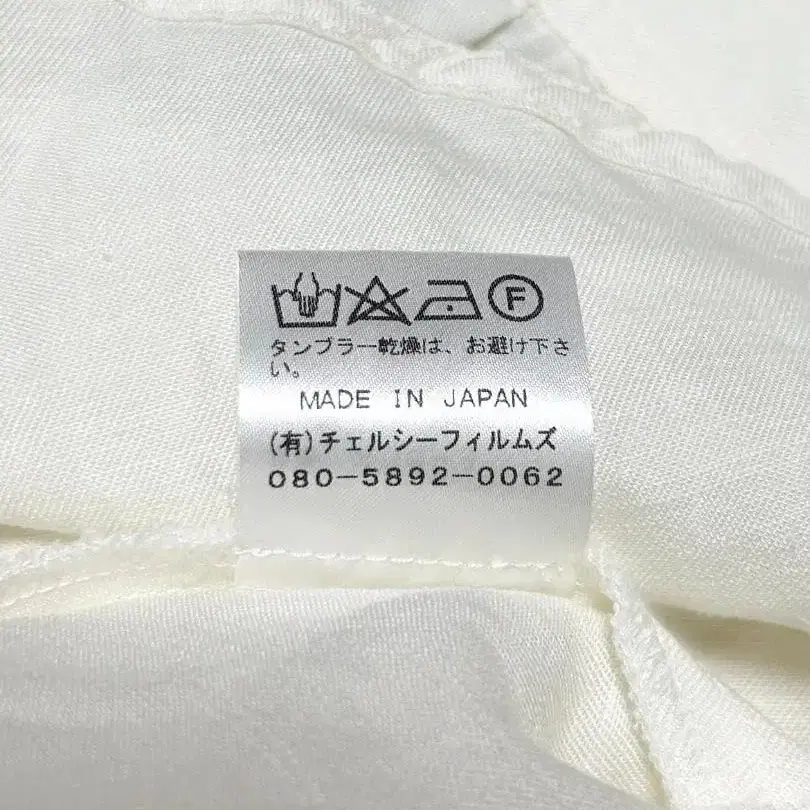 F
タンブラー乾燥は、お避け下さ
い。
MADE IN JAPAN
(有)チェルシーフィルムズ
080-5892-0062